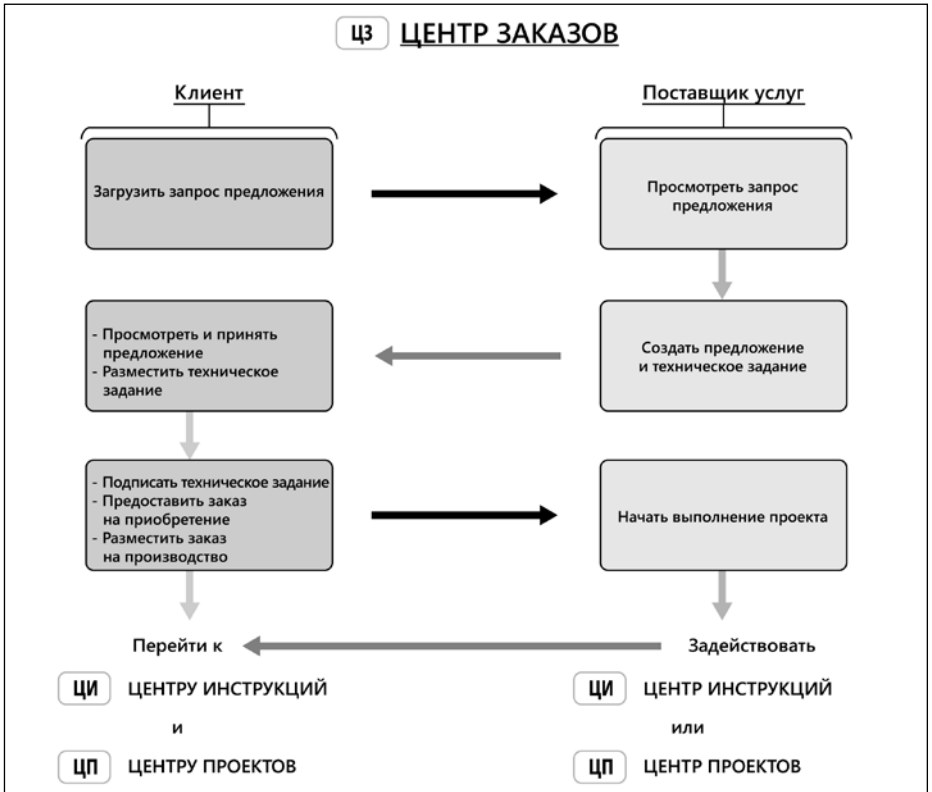 ЦЗ ЦЕНТР ЗАКАЗОВ
Клиент
Поставщик услуг
Загрузить запрос предложения
Просмотреть запрос
предложения
- Просмотреть и принять
предложение
- Разместить техническое
задание
Создать предложение
и техническое задание
- Подписать техническое задание
- Предоставить заказ
на приобретение
- Разместить заказ
на производство
Начать выполнение проекта
Перейти к
Задействовать
ЦИ ЦЕНТРУ ИНСТРУКЦИЙ
ЦИ ЦЕНТР ИНСТРУКЦИЙ
и
или
ЦП ЦЕНТРУ ПРОЕКТОВ
ЦП ЦЕНТР ПРОЕКТОВ